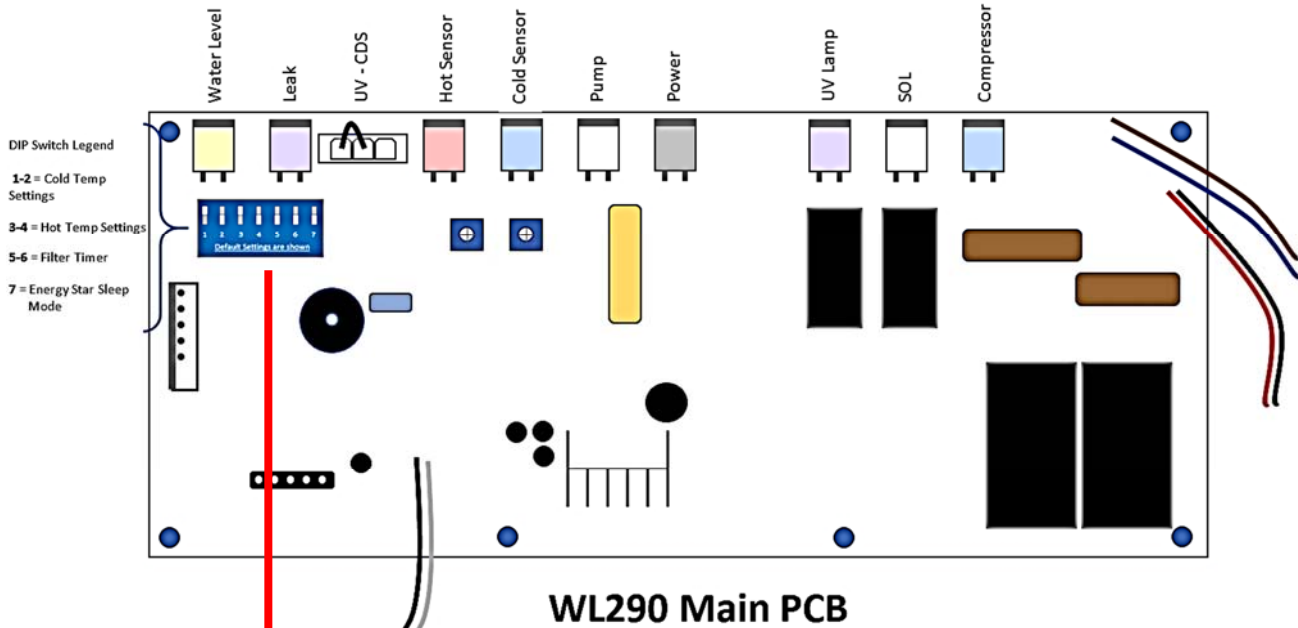 Water Level
Leak
UV - CDS
Hot Sensor
Cold Sensor
Pump
Power
UV Lamp
SOL
Compressor
DIP Switch Legend
1-2 = Cold Temp
Settings
3-4 = Hot Temp Settings
5-6 = Filter Timer
7 = Energy Star Sleep
Mode
1 2 3 4 5 6 7
Default Settings are shown
WL290 Main PCB